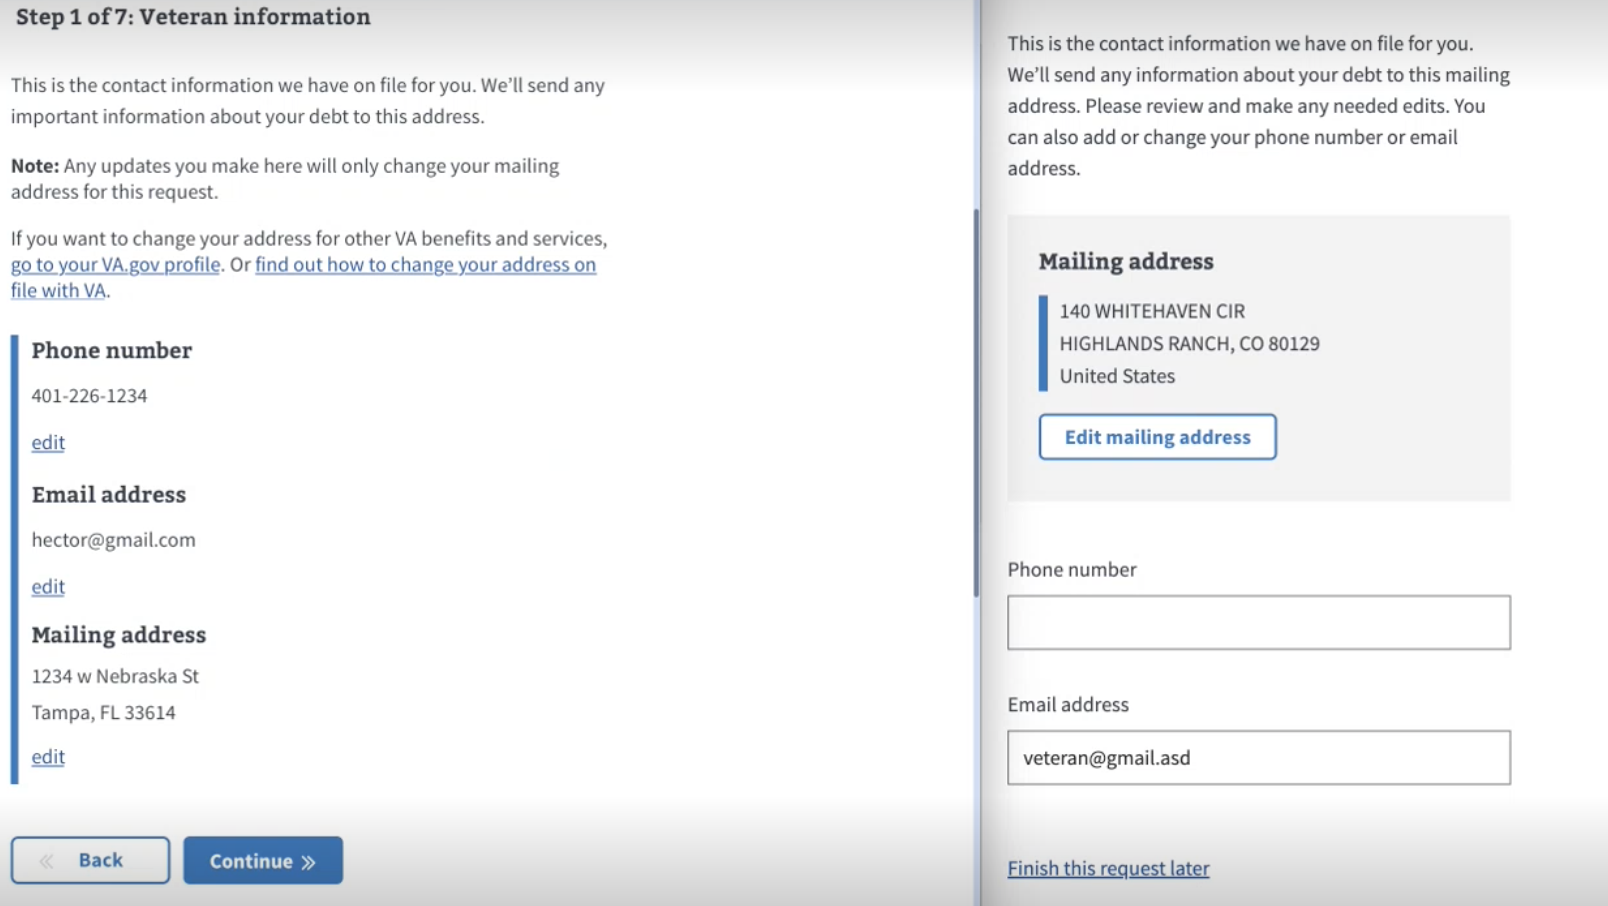 Step 1 of 7: Veteran information
This is the contact information we have on file for you. We'll send any
important information about your debt to this address.
Note: Any updates you make here will only change your mailing
address for this request.
If you want to change your address for other VA benefits and services,
go to your VA.gov profile. Or find out how to change your address on
file with VA.
Phone number
401-226-1234
edit
Email address
hector@gmail.com
edit
Mailing address
1234 w Nebraska St
Tampa, FL 33614
edit
« Back
Continue »
This is the contact information we have on file for you.
We'll send any information about your debt to this mailing
address. Please review and make any needed edits. You
can also add or change your phone number or email
address.
Mailing address
140 WHITEHAVEN CIR
HIGHLANDS RANCH, CO 80129
United States
Edit mailing address
Phone number
Email address
veteran@gmail.asd
Finish this request later